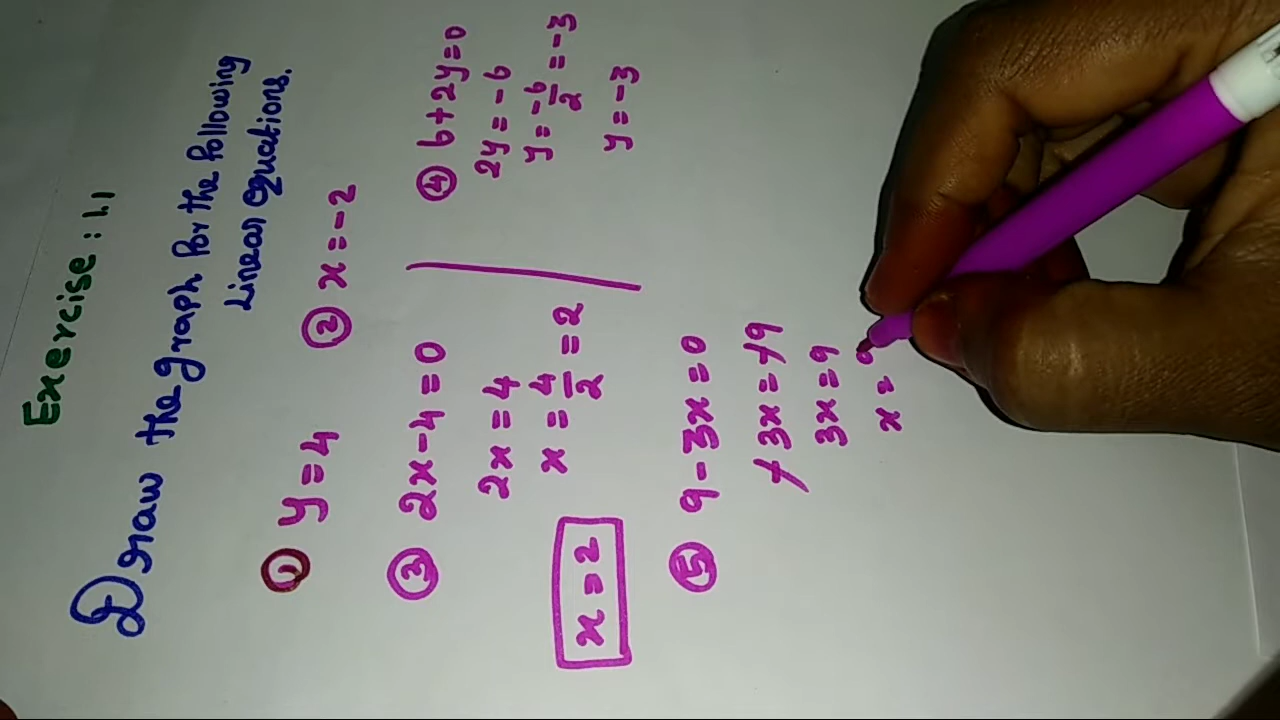 Exercise : 1.1
Draw the graph for the following
Linear equations.
① y = 4
② x = -2
③ 2x - 4 = 0
2x = 4
x = 4/2 = 2
x = 2
④ 6 + 2y = 0
2y = -6
y = -6/2 = -3
y = -3
⑤ 9 - 3x = 0
-3x = -9
3x = 9
x =